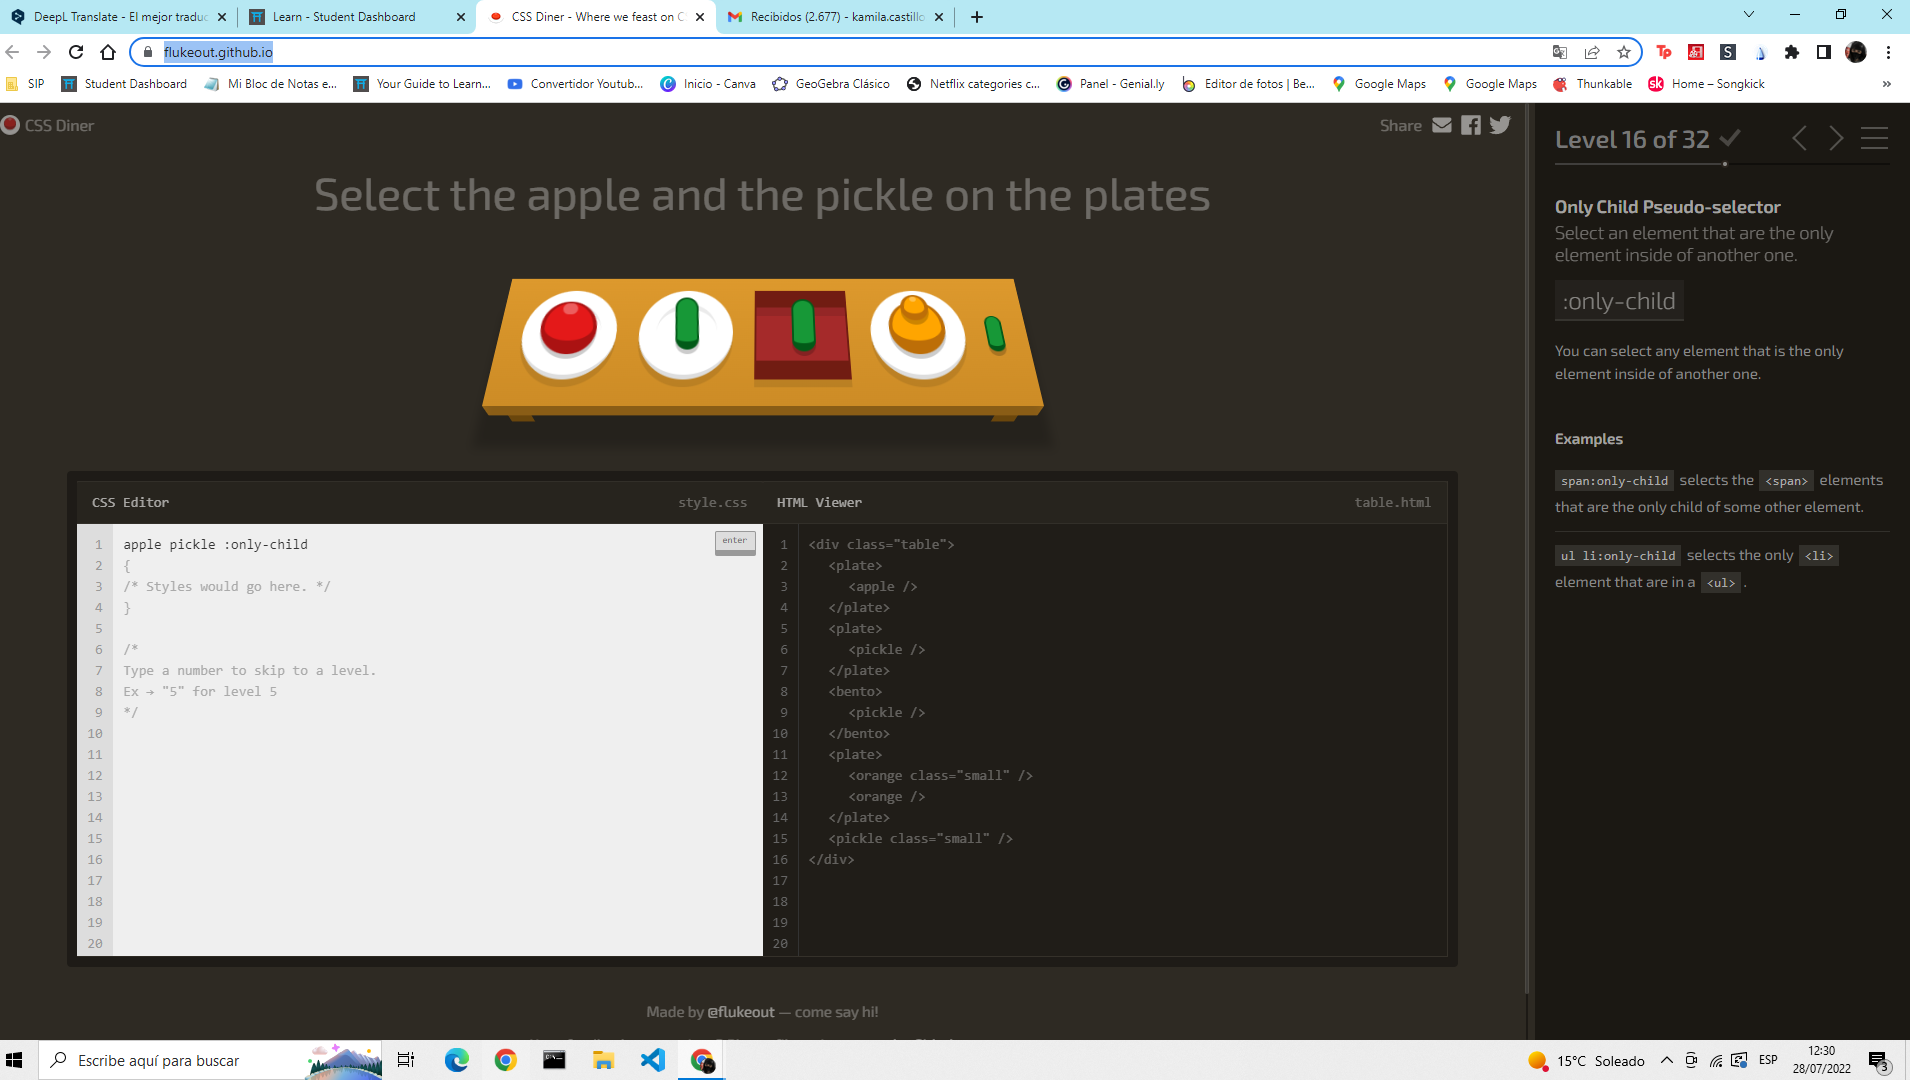 DeepL Translate - El mejor traduc
Learn - Student Dashboard
CSS Diner - Where we feast on C
Recibidos (2.677) - kamila.castillo
flukeout.github.io
SIP
Student Dashboard
Mi Bloc de Notas e...
Your Guide to Learn...
Convertidor Youtub...
Inicio - Canva
GeoGebra Clásico
Netflix categories c...
Panel - Genial.ly
Editor de fotos | Be...
Google Maps
Google Maps
Thunkable
Home – Songkick
»
CSS Diner
Share
Select the apple and the pickle on the plates
CSS Editor
style.css
enter
1 apple pickle :only-child
2 {
3 /* Styles would go here. */
4 }
5
6 /*
7 Type a number to skip to a level.
8 Ex → "5" for level 5
9 */
10
11
12
13
14
15
16
17
18
19
20
HTML Viewer
table.html
1 <div class="table">
2 <plate>
3 <apple />
4 </plate>
5 <plate>
6 <pickle />
7 </plate>
8 <bento>
9 <pickle />
10 </bento>
11 <plate>
12 <orange class="small" />
13 <orange />
14 </plate>
15 <pickle class="small" />
16 </div>
17
18
19
20
Made by @flukeout — come say hi!
Level 16 of 32
Only Child Pseudo-selector
Select an element that are the only
element inside of another one.
:only-child
You can select any element that is the only
element inside of another one.
Examples
span:only-child selects the <span> elements
that are the only child of some other element.
ul li:only-child selects the only <li>
element that are in a <ul> .
Escribe aquí para buscar
15°C Soleado
ESP
12:30
28/07/2022
3